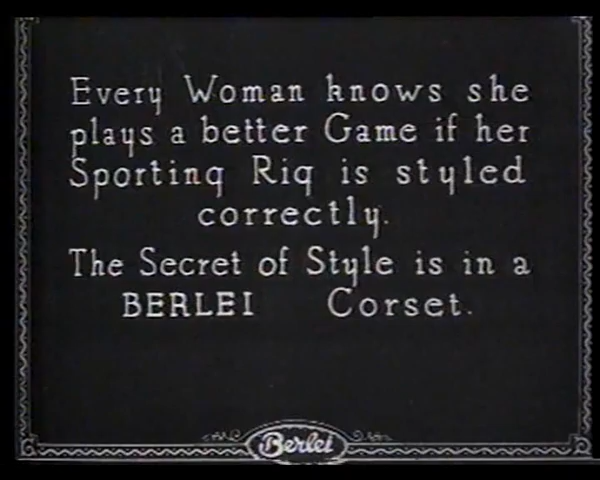 Every Woman knows she
plays a better Game if her
Sporting Rig is styled
correctly.
The Secret of Style is in a
BERLEI Corset.
Berlei